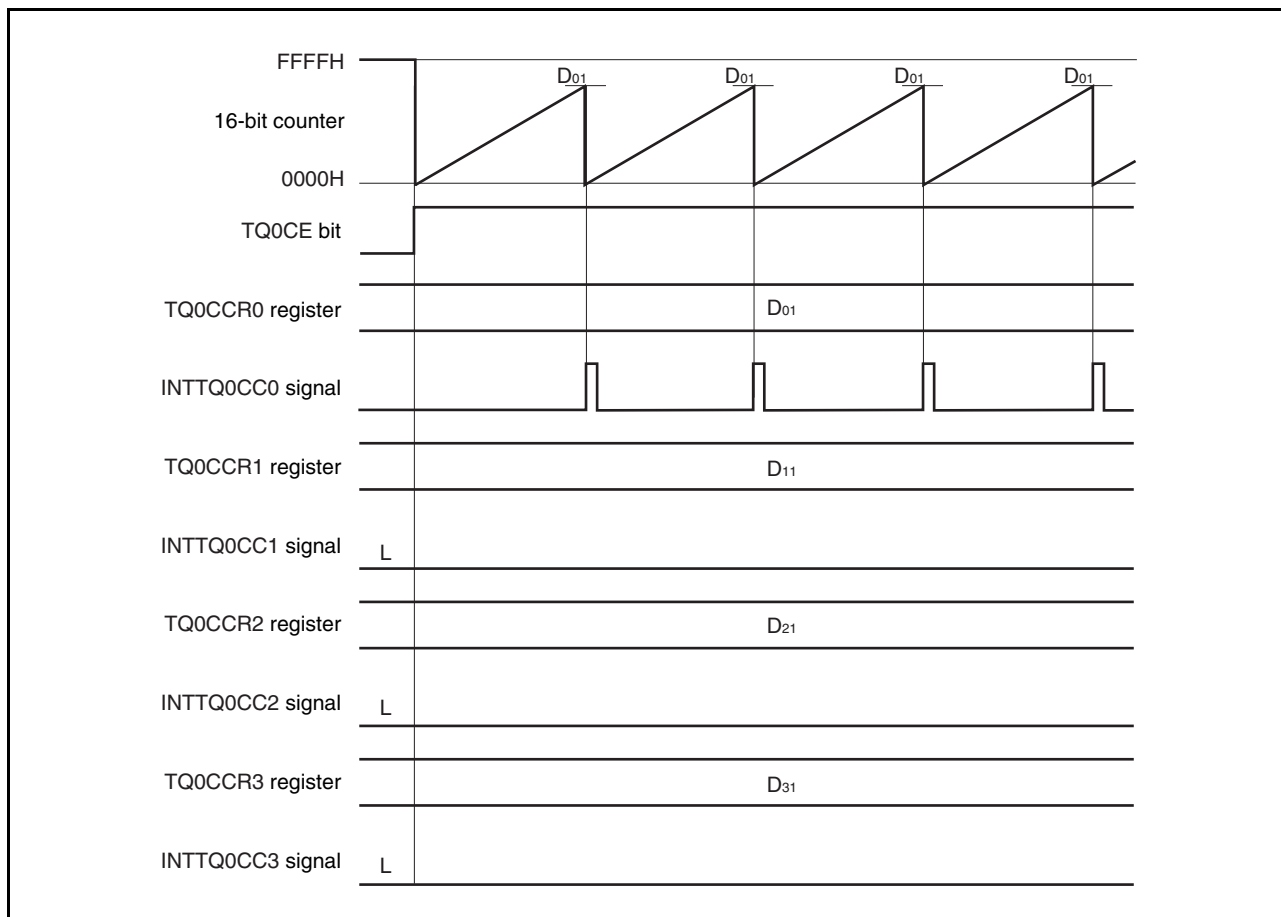 FFFFH
D01 D01 D01 D01
16-bit counter
0000H
TQ0CE bit
TQ0CCR0 register D01
INTTQ0CC0 signal
TQ0CCR1 register D11
INTTQ0CC1 signal L
TQ0CCR2 register D21
INTTQ0CC2 signal L
TQ0CCR3 register D31
INTTQ0CC3 signal L